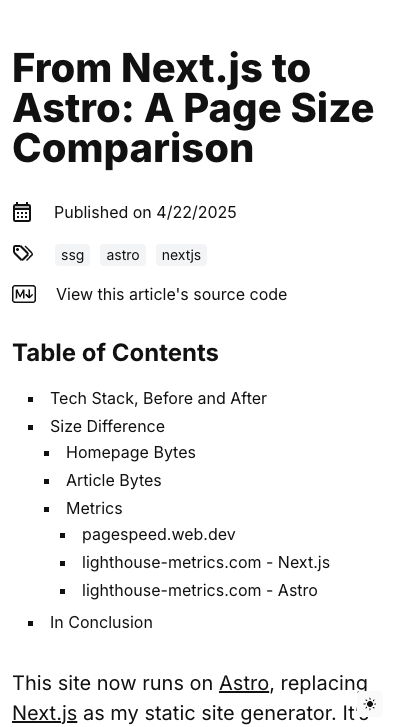 From Next.js to
Astro: A Page Size
Comparison
Published on 4/22/2025
ssg astro nextjs
View this article's source code
Table of Contents
Tech Stack, Before and After
Size Difference
Homepage Bytes
Article Bytes
Metrics
pagespeed.web.dev
lighthouse-metrics.com - Next.js
lighthouse-metrics.com - Astro
In Conclusion
This site now runs on Astro, replacing
Next.js as my static site generator. It's